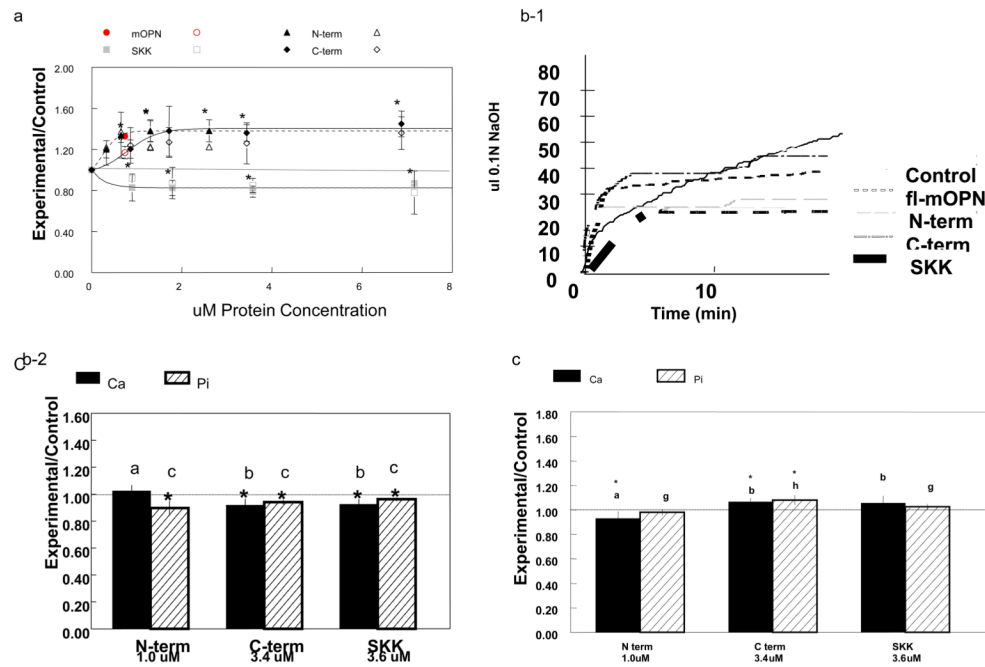 a
mOPN N-term
SKK C-term
Experimental/Control
2.00
1.60
*
* * * *
1.20
*
* * *
0.80
0.40
0.00
0 2 4 6 8
uM Protein Concentration
b-1
ul 0.1N NaOH
80
70
60
50
40
30
20
10
0
0 10
Time (min)
Control
fl-mOPN
N-term
C-term
SKK
b-2
Ca Pi
Experimental/Control
1.60
1.40
1.20
1.00
0.80
0.60
0.40
0.20
0.00
a c b c b c
* * * * *
N-term C-term SKK
1.0 uM 3.4 uM 3.6 uM
c
Ca Pi
Experimental/Control
1.80
1.60
1.40
1.20
1.00
0.80
0.60
0.40
0.20
0.00
* * *
a g b h b g
N term C term SKK
1.0uM 3.4 uM 3.6uM